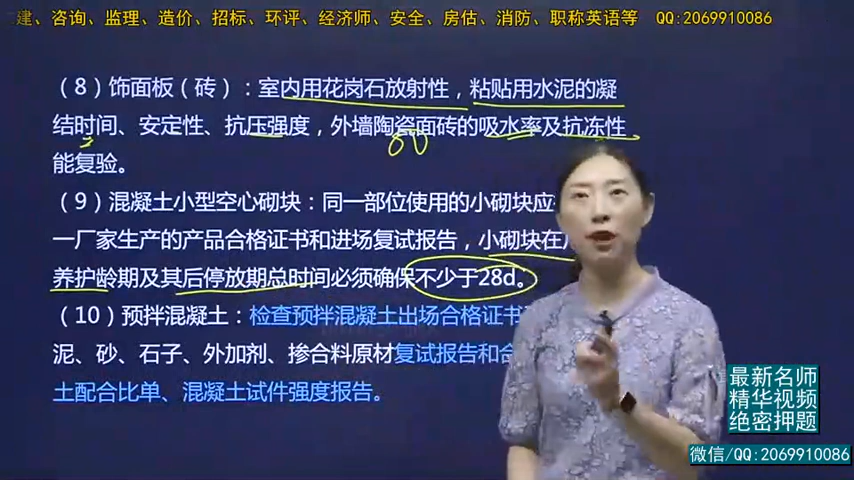 建、咨询、监理、造价、招标、环评、经济师、安全、房估、消防、职称英语等 QQ:2069910086
（8）饰面板（砖）：室内用花岗石放射性，粘贴用水泥的凝
结时间、安定性、抗压强度，外墙陶瓷面砖的吸水率及抗冻性
能复验。
（9）混凝土小型空心砌块：同一部位使用的小砌块应
一厂家生产的产品合格证书和进场复试报告，小砌块在
养护龄期及其后停放期总时间必须确保不少于28d。
（10）预拌混凝土：检查预拌混凝土出场合格证书
泥、砂、石子、外加剂、掺合料原材复试报告和合
土配合比单、混凝土试件强度报告。
最新名师
精华视频
绝密押题
微信/QQ:2069910086